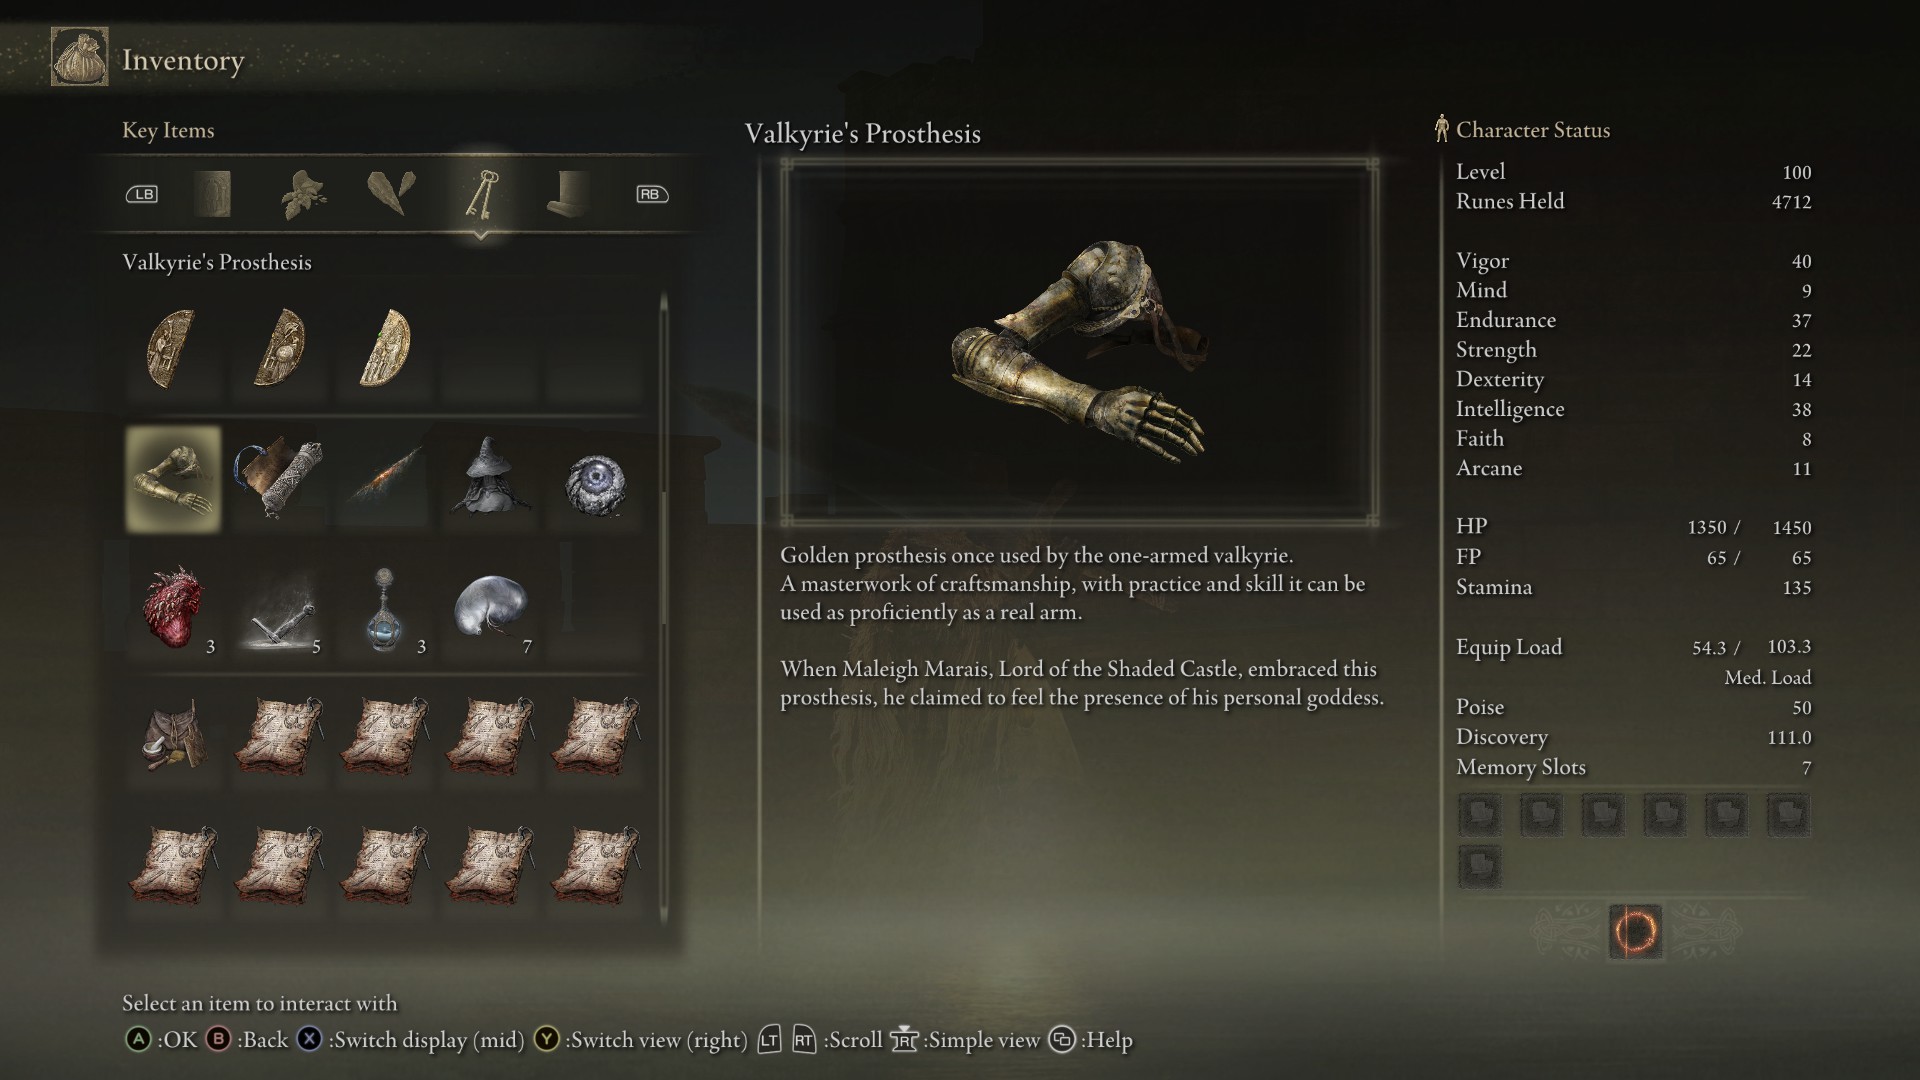 Inventory
Key Items
LB
RB
Valkyrie's Prosthesis
3
5
3
7
Valkyrie's Prosthesis
Golden prosthesis once used by the one-armed valkyrie.
A masterwork of craftsmanship, with practice and skill it can be
used as proficiently as a real arm.
When Maleigh Marais, Lord of the Shaded Castle, embraced this
prosthesis, he claimed to feel the presence of his personal goddess.
Character Status
Level 100
Runes Held 4712
Vigor 40
Mind 9
Endurance 37
Strength 22
Dexterity 14
Intelligence 38
Faith 8
Arcane 11
HP 1350 / 1450
FP 65 / 65
Stamina 135
Equip Load 54.3 / 103.3
Med. Load
Poise 50
Discovery 111.0
Memory Slots 7
Select an item to interact with
A :OK B :Back X :Switch display (mid) Y :Switch view (right) LT RT :Scroll R :Simple view :Help